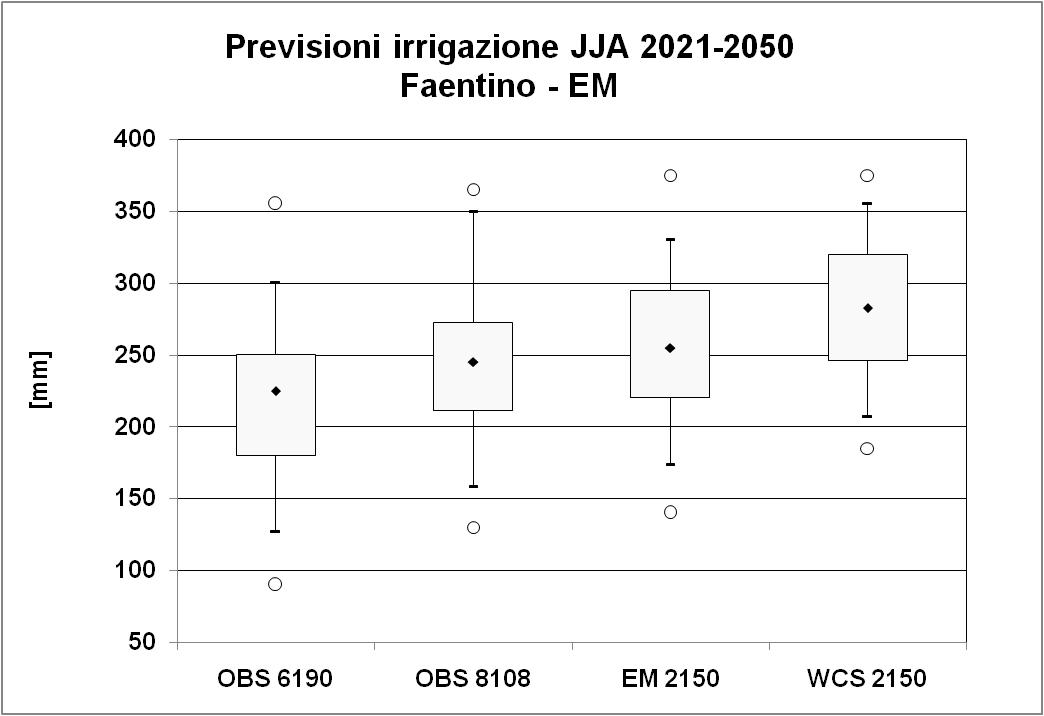 Previsioni irrigazione JJA 2021-2050
Faentino - EM
400
350
300
250
200
150
100
50
[mm]
OBS 6190
OBS 8108
EM 2150
WCS 2150